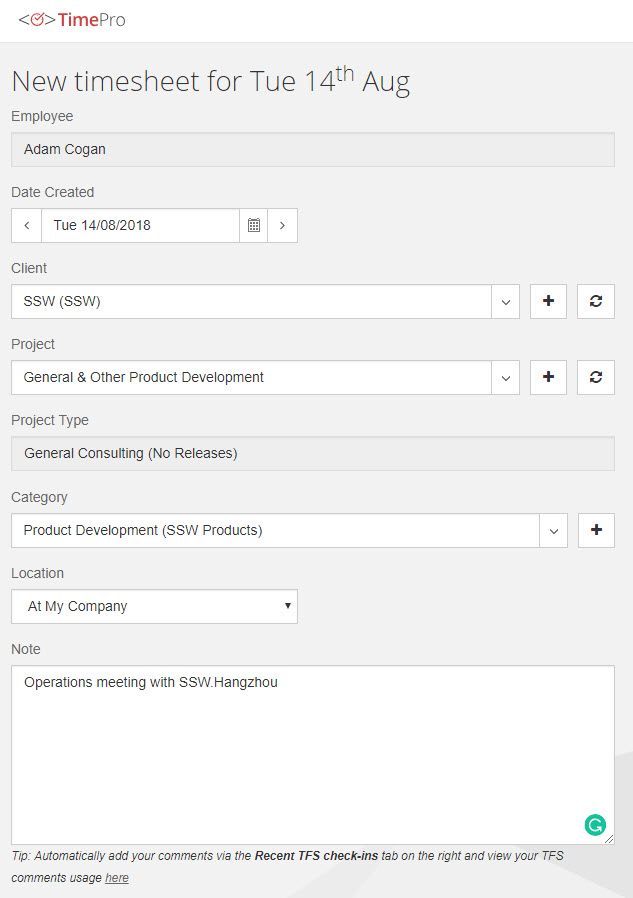 <>TimePro
New timesheet for Tue 14th Aug
Employee
Adam Cogan
Date Created
Tue 14/08/2018
Client
SSW (SSW)
Project
General & Other Product Development
Project Type
General Consulting (No Releases)
Category
Product Development (SSW Products)
Location
At My Company
Note
Operations meeting with SSW.Hangzhou
Tip: Automatically add your comments via the Recent TFS check-ins tab on the right and view your TFS
comments usage here